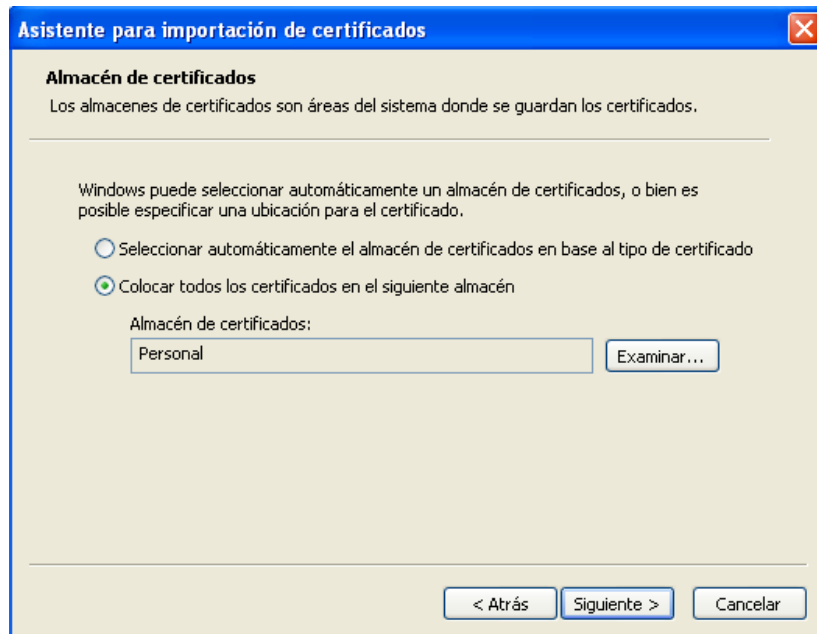 Asistente para importación de certificados
Almacén de certificados
Los almacenes de certificados son áreas del sistema donde se guardan los certificados.
Windows puede seleccionar automáticamente un almacén de certificados, o bien es
posible especificar una ubicación para el certificado.
Seleccionar automáticamente el almacén de certificados en base al tipo de certificado
Colocar todos los certificados en el siguiente almacén
Almacén de certificados:
Personal
Examinar...
< Atrás
Siguiente >
Cancelar